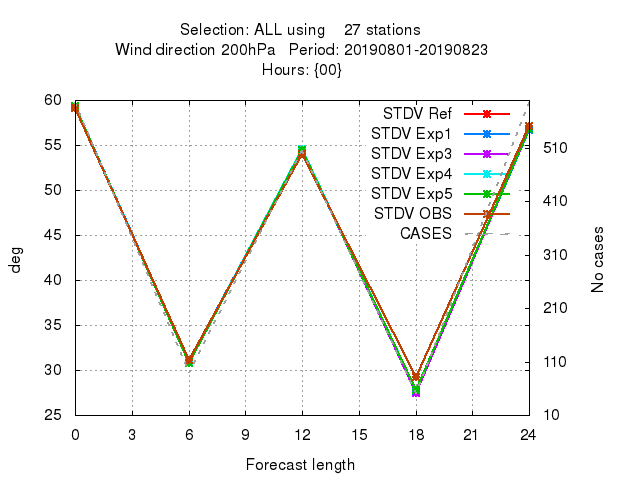 Selection: ALL using    27 stations
Wind direction 200hPa   Period: 20190801-20190823
Hours: {00}
60
55
50
45
40
35
30
25
deg
STDV Ref
STDV Exp1
STDV Exp3
STDV Exp4
STDV Exp5
STDV OBS
CASES
510
410
310
210
110
10
No cases
0 3 6 9 12 15 18 21 24
Forecast length